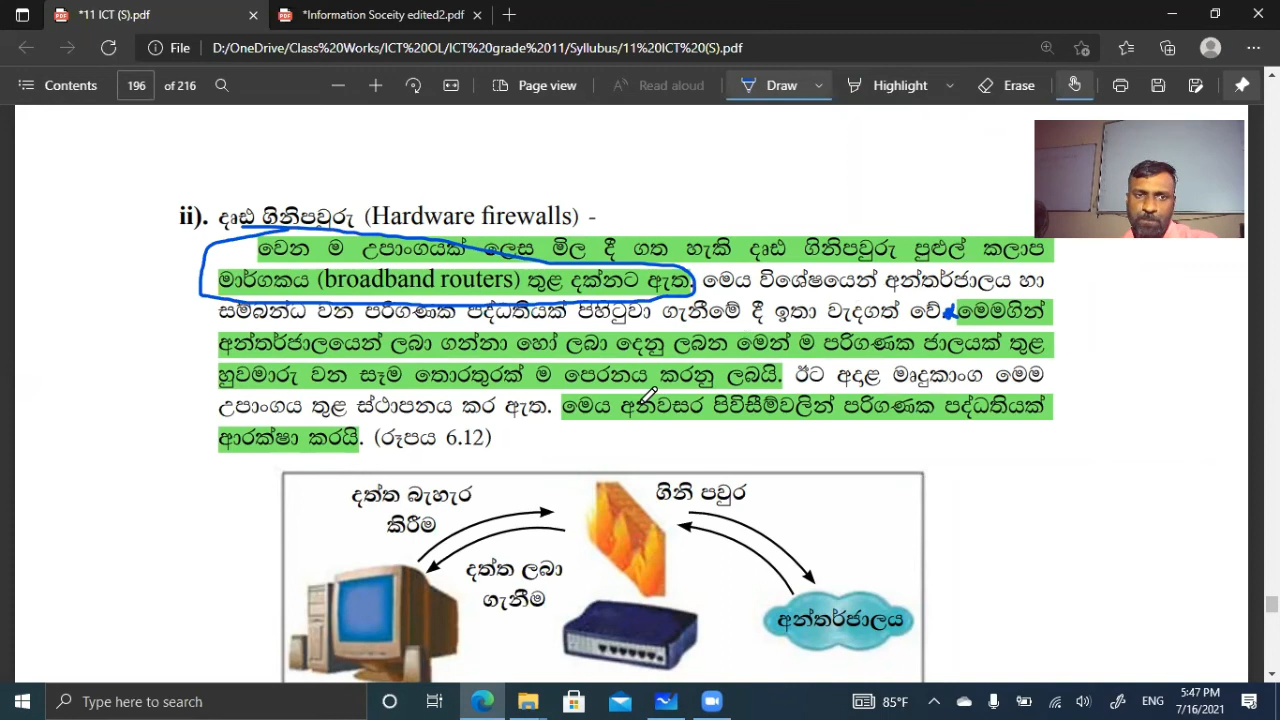 *11 ICT (S).pdf
*Information Soceity edited2.pdf
File
D:/OneDrive/Class%20Works/ICT%20OL/ICT%20grade%2011/Syllubus/11%20ICT%20(S).pdf
Contents
196
of 216
Page view
Read aloud
Draw
Highlight
Erase
ii). දෘඪ ගිනිපවුරු (Hardware firewalls) -
වෙන ම උපාංගයක් ලෙස මිල දී ගත හැකි දෘඪ ගිනිපවුරු පුළුල් කලාප
මාර්ගකය (broadband routers) තුළ දක්නට ඇත. මෙය විශේෂයෙන් අන්තර්ජාලය හා
සම්බන්ධ වන පරිගණක පද්ධතියක් පිහිටුවා ගැනීමේ දී ඉතා වැදගත් වේ. මෙමගින්
අන්තර්ජාලයෙන් ලබා ගන්නා හෝ ලබා දෙනු ලබන මෙන් ම පරිගණක ජාලයක් තුළ
හුවමාරු වන සෑම තොරතුරක් ම පෙරනය කරනු ලබයි. ඊට අදාළ මෘදුකාංග මෙම
උපාංගය තුළ ස්ථාපනය කර ඇත. මෙය අනවසර පිවිසීම්වලින් පරිගණක පද්ධතියක්
ආරක්ෂා කරයි. (රූපය 6.12)
දත්ත බැහැර
කිරීම
ගිනි පවුර
දත්ත ලබා
ගැනීම
අන්තර්ජාලය
Type here to search
85°F
ENG
5:47 PM
7/16/2021